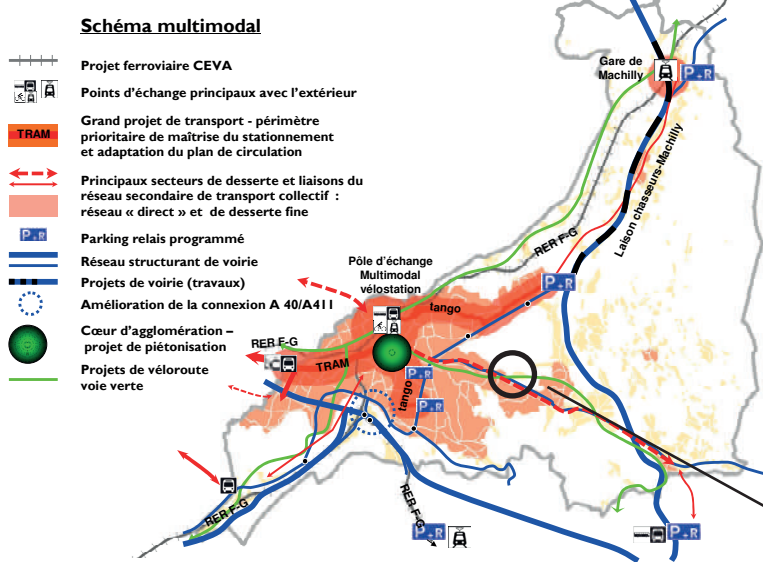 Schéma multimodal
Projet ferroviaire CEVA
Points d'échange principaux avec l'extérieur
TRAM
Grand projet de transport - périmètre
prioritaire de maîtrise du stationnement
et adaptation du plan de circulation
Principaux secteurs de desserte et liaisons du
réseau secondaire de transport collectif :
réseau « direct » et de desserte fine
P+R
Parking relais programmé
Réseau structurant de voirie
Projets de voirie (travaux)
Amélioration de la connexion A 40/A411
Cœur d'agglomération –
projet de piétonisation
Projets de véloroute
voie verte
Gare de
Machilly
P+R
Laison chasseurs-Machilly
RER F-G
Pôle d'échange
Multimodal
vélostation
P+R
tango
RER F-G
TRAM
P+R
tango
P+R
RER F-G
RER F-G
P+R
P+R